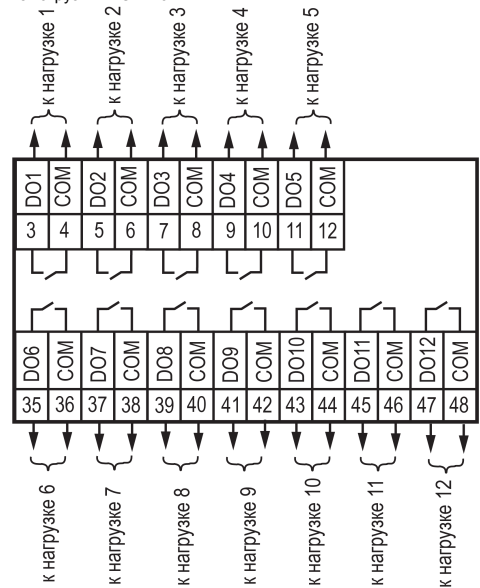 к нагрузке 1
к нагрузке 2
к нагрузке 3
к нагрузке 4
к нагрузке 5
DO1 COM DO2 COM DO3 COM DO4 COM DO5 COM
3 4 5 6 7 8 9 10 11 12
DO6 COM DO7 COM DO8 COM DO9 COM DO10 COM DO11 COM DO12 COM
35 36 37 38 39 40 41 42 43 44 45 46 47 48
к нагрузке 6
к нагрузке 7
к нагрузке 8
к нагрузке 9
к нагрузке 10
к нагрузке 11
к нагрузке 12